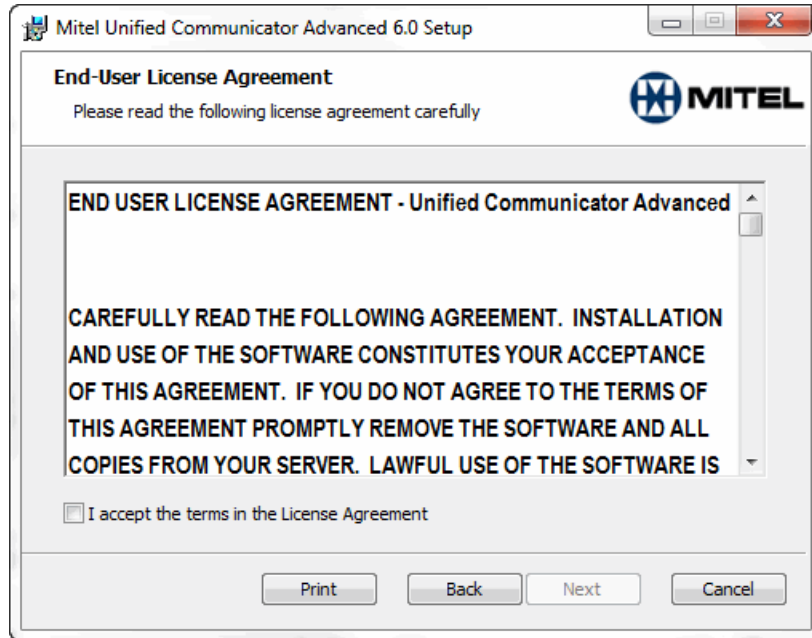 Mitel Unified Communicator Advanced 6.0 Setup
End-User License Agreement
Please read the following license agreement carefully
MITEL
END USER LICENSE AGREEMENT - Unified Communicator Advanced
CAREFULLY READ THE FOLLOWING AGREEMENT.  INSTALLATION
AND USE OF THE SOFTWARE CONSTITUTES YOUR ACCEPTANCE
OF THIS AGREEMENT.  IF YOU DO NOT AGREE TO THE TERMS OF
THIS AGREEMENT PROMPTLY REMOVE THE SOFTWARE AND ALL
COPIES FROM YOUR SERVER.  LAWFUL USE OF THE SOFTWARE IS
I accept the terms in the License Agreement
Print Back Next Cancel